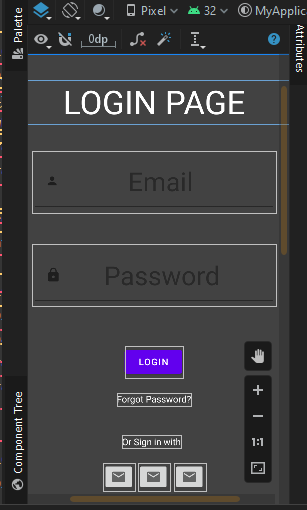 Palette
Pixel
32
MyApplic
0dp
Attributes
LOGIN PAGE
Email
Password
LOGIN
Forgot Password?
Or Sign in with
1:1
Component Tree